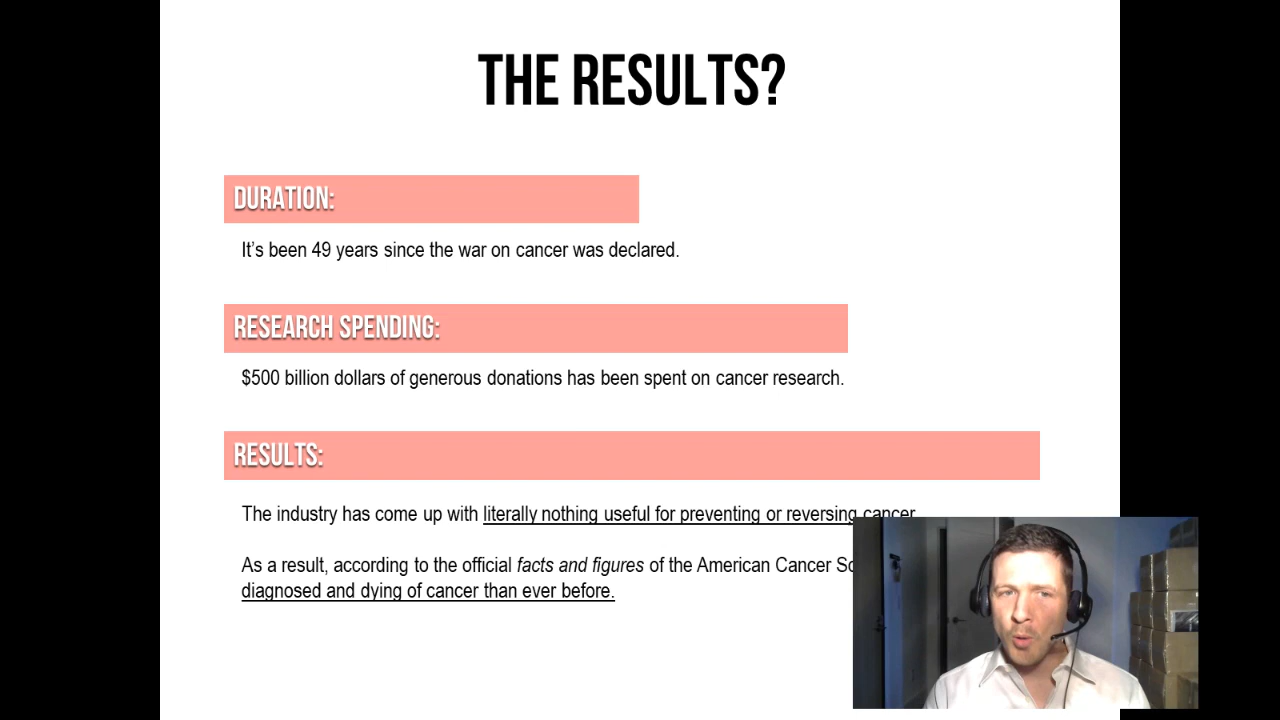 THE RESULTS?
DURATION:
It's been 49 years since the war on cancer was declared.
RESEARCH SPENDING:
$500 billion dollars of generous donations has been spent on cancer research.
RESULTS:
The industry has come up with literally nothing useful for preventing or reversing cancer
As a result, according to the official facts and figures of the American Cancer
diagnosed and dying of cancer than ever before.